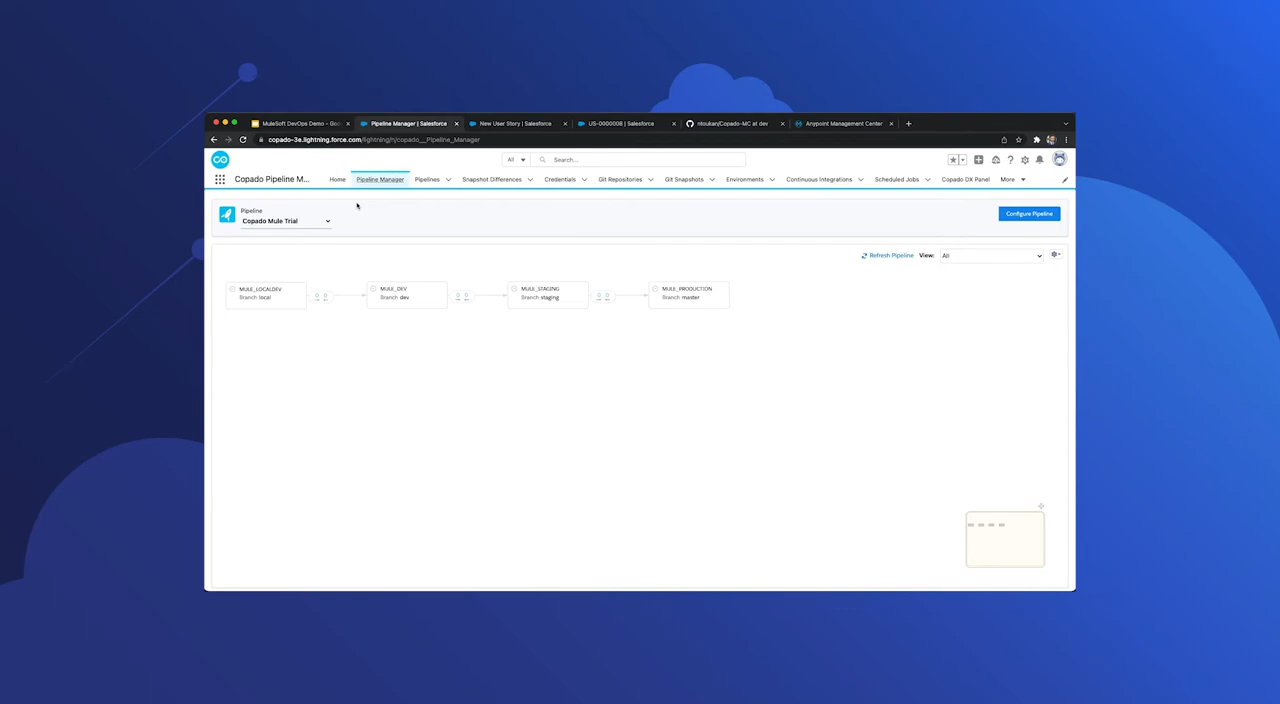 MuleSoft DevOps Demo - Goo
Pipeline Manager | Salesforce
New User Story | Salesforce
US-0000008 | Salesforce
ntoukan/Copado-MC at dev
Anypoint Management Center
copado-3e.lightning.force.com/lightning/n/copado__Pipeline_Manager
All
Search...
Copado Pipeline M...
Home
Pipeline Manager
Pipelines
Snapshot Differences
Credentials
Git Repositories
Git Snapshots
Environments
Continuous Integrations
Scheduled Jobs
Copado DX Panel
More
Pipeline
Copado Mule Trial
Configure Pipeline
Refresh Pipeline
View:
All
MULE_LOCALDEV
Branch local
MULE_DEV
Branch dev
MULE_STAGING
Branch staging
MULE_PRODUCTION
Branch master